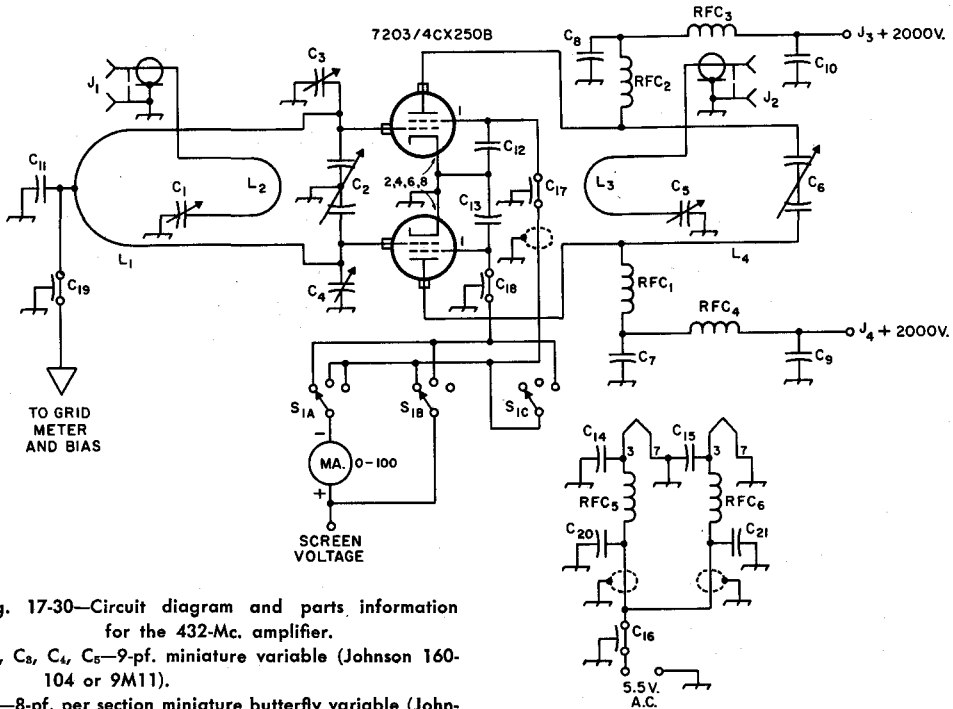 7203/4CX250B
RFC3
J3 + 2000V.
C8
C10
RFC2
C3
J1
J2
1
C12
C17
C11
C2
2,4,6,8
L2
C1
C13
L3
C5
C6
1
L1
L4
C19
C4
C18
RFC1
RFC4
J4 + 2000V.
C7
C9
TO GRID
METER
AND BIAS
S1A
S1B
S1C
−
MA. 0-100
+
SCREEN
VOLTAGE
C14
3
7
C15
3
7
RFC5
RFC6
C20
C21
C16
5.5 V.
A.C.
g. 17-30—Circuit diagram and parts information
for the 432-Mc. amplifier.
, C3, C4, C5—9-pf. miniature variable (Johnson 160-
104 or 9M11).
—8-pf. per section miniature butterfly variable (John-